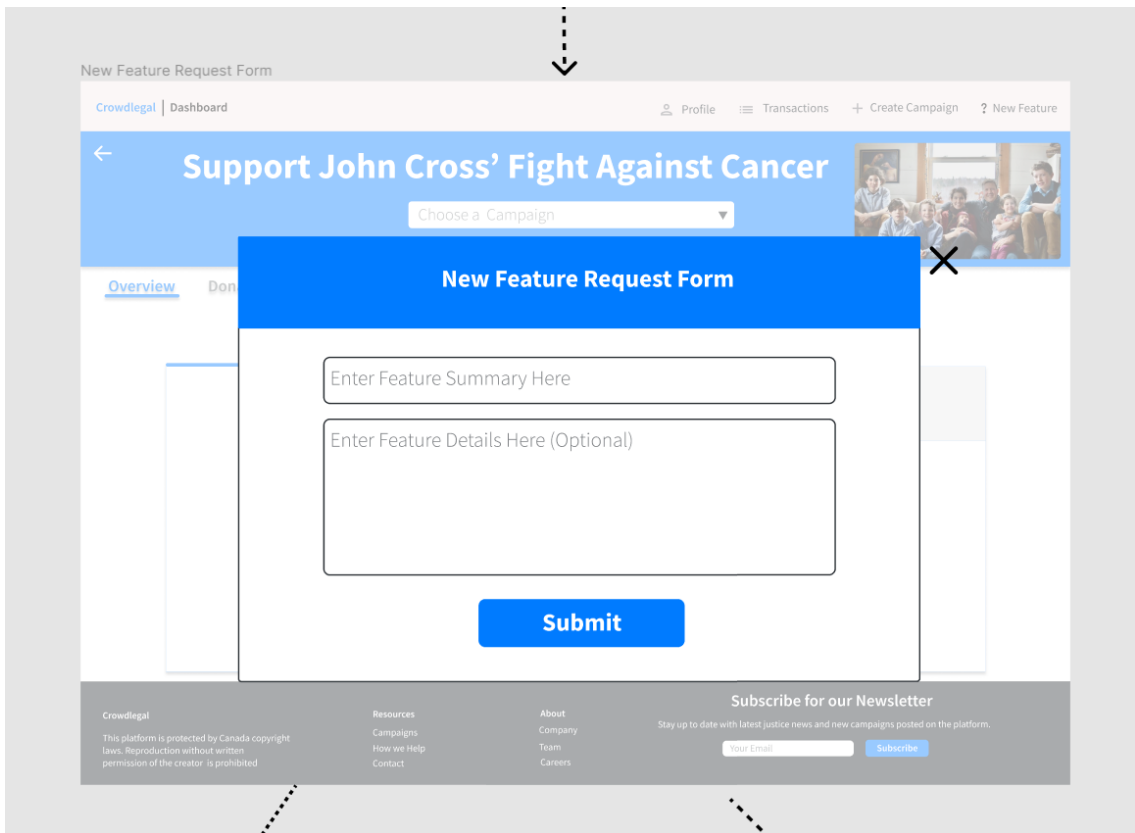 New Feature Request Form
Crowdlegal | Dashboard
Profile
Transactions
+ Create Campaign
? New Feature
Support John Cross’ Fight Against Cancer
Choose a Campaign
Overview
Don
New Feature Request Form
Enter Feature Summary Here
Enter Feature Details Here (Optional)
Submit
Crowdlegal
This platform is protected by Canada copyright
laws. Reproduction without written
permission of the creator is prohibited
Resources
Campaigns
How we Help
Contact
About
Company
Team
Careers
Subscribe for our Newsletter
Stay up to date with latest justice news and new campaigns posted on the platform.
Your Email
Subscribe